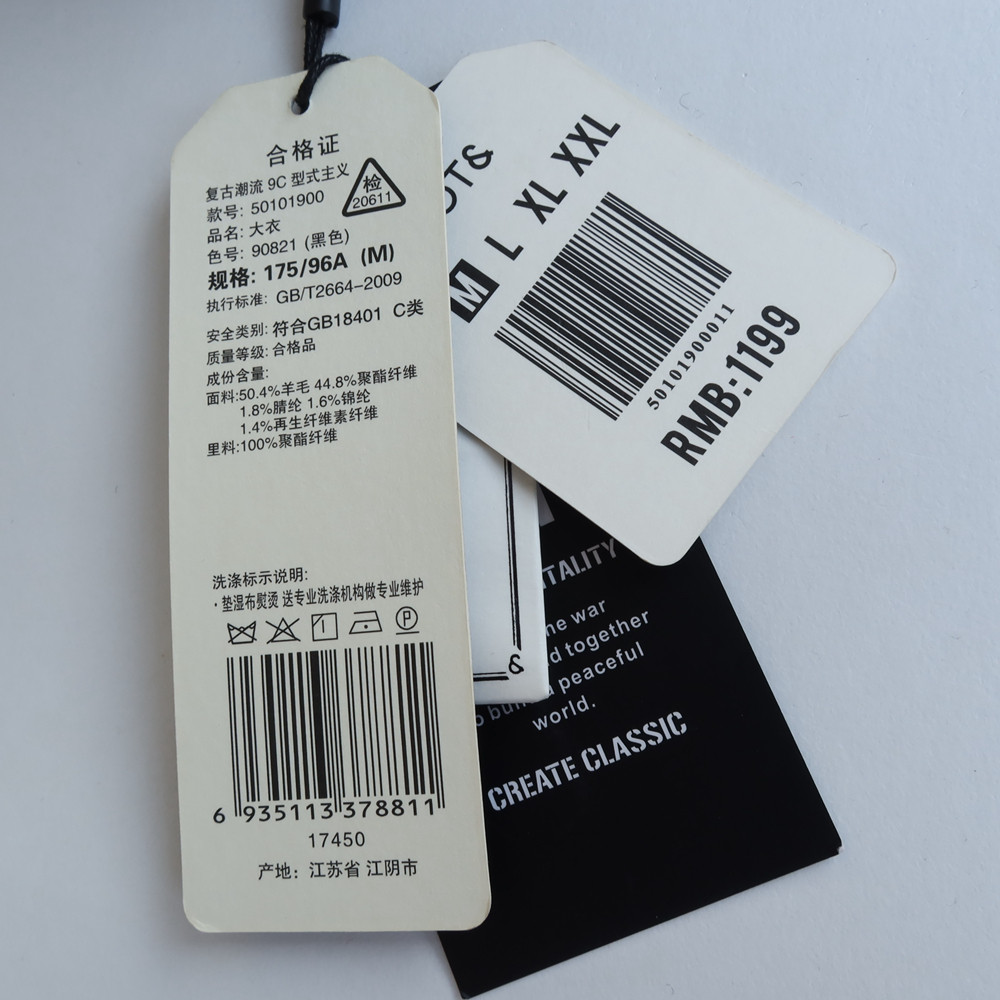 合格证
复古潮流 9C 型式主义
检
20611
款号: 50101900
品名: 大衣
色号: 90821 (黑色)
规格: 175/96A (M)
执行标准: GB/T2664-2009
安全类别: 符合GB18401 C类
质量等级: 合格品
成份含量:
面料:50.4%羊毛 44.8%聚酯纤维
1.8%腈纶 1.6%锦纶
1.4%再生纤维素纤维
里料:100%聚酯纤维
洗涤标示说明:
·垫湿布熨烫 送专业洗涤机构做专业维护
P
6 935113 378811
17450
产地: 江苏省 江阴市
OT&
M L XL XXL
50101900011
RMB:1199
&
TALITY
war
together
peaceful
world.
CREATE CLASSIC